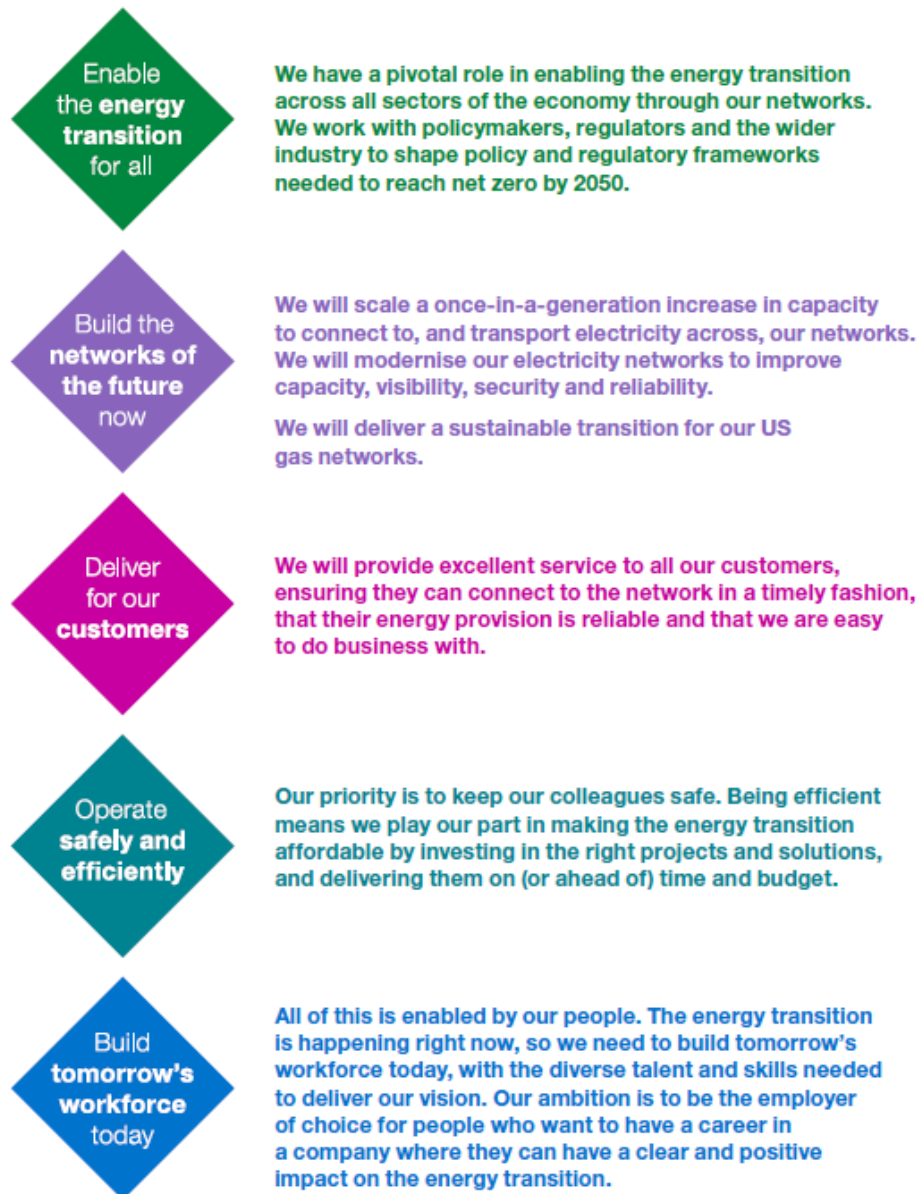 Enable
the energy
transition
for all
We have a pivotal role in enabling the energy transition
across all sectors of the economy through our networks.
We work with policymakers, regulators and the wider
industry to shape policy and regulatory frameworks
needed to reach net zero by 2050.
Build the
networks of
the future
now
We will scale a once-in-a-generation increase in capacity
to connect to, and transport electricity across, our networks.
We will modernise our electricity networks to improve
capacity, visibility, security and reliability.
We will deliver a sustainable transition for our US
gas networks.
Deliver
for our
customers
We will provide excellent service to all our customers,
ensuring they can connect to the network in a timely fashion,
that their energy provision is reliable and that we are easy
to do business with.
Operate
safely and
efficiently
Our priority is to keep our colleagues safe. Being efficient
means we play our part in making the energy transition
affordable by investing in the right projects and solutions,
and delivering them on (or ahead of) time and budget.
Build
tomorrow's
workforce
today
All of this is enabled by our people. The energy transition
is happening right now, so we need to build tomorrow's
workforce today, with the diverse talent and skills needed
to deliver our vision. Our ambition is to be the employer
of choice for people who want to have a career in
a company where they can have a clear and positive
impact on the energy transition.